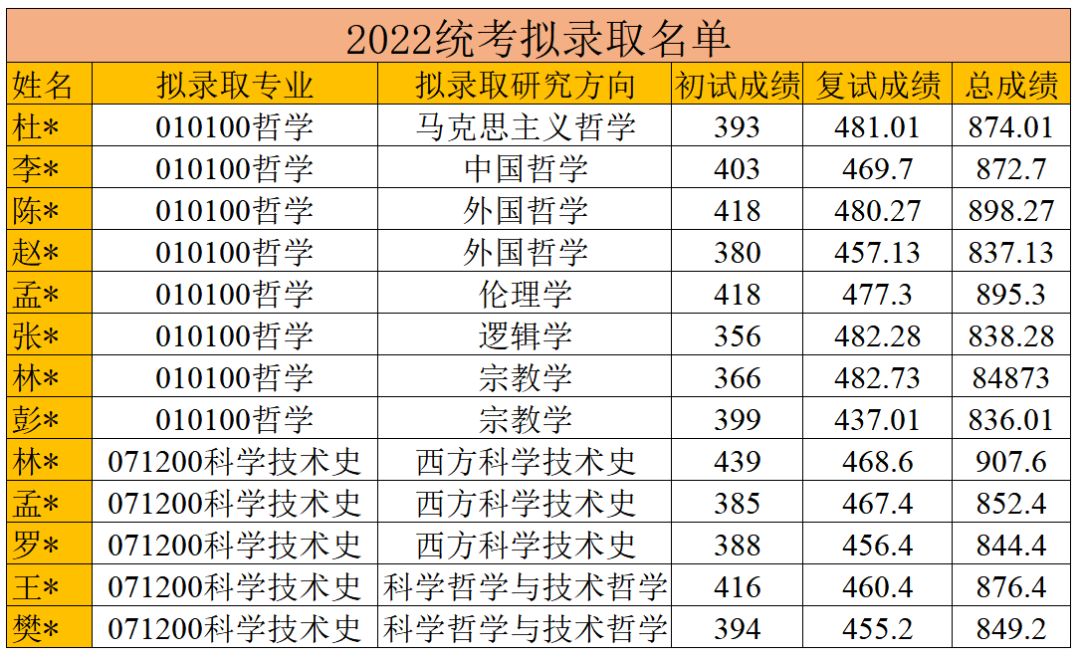 2022统考拟录取名单
姓名 拟录取专业 拟录取研究方向 初试成绩 复试成绩 总成绩
杜* 010100哲学 马克思主义哲学 393 481.01 874.01
李* 010100哲学 中国哲学 403 469.7 872.7
陈* 010100哲学 外国哲学 418 480.27 898.27
赵* 010100哲学 外国哲学 380 457.13 837.13
孟* 010100哲学 伦理学 418 477.3 895.3
张* 010100哲学 逻辑学 356 482.28 838.28
林* 010100哲学 宗教学 366 482.73 84873
彭* 010100哲学 宗教学 399 437.01 836.01
林* 071200科学技术史 西方科学技术史 439 468.6 907.6
孟* 071200科学技术史 西方科学技术史 385 467.4 852.4
罗* 071200科学技术史 西方科学技术史 388 456.4 844.4
王* 071200科学技术史 科学哲学与技术哲学 416 460.4 876.4
樊* 071200科学技术史 科学哲学与技术哲学 394 455.2 849.2